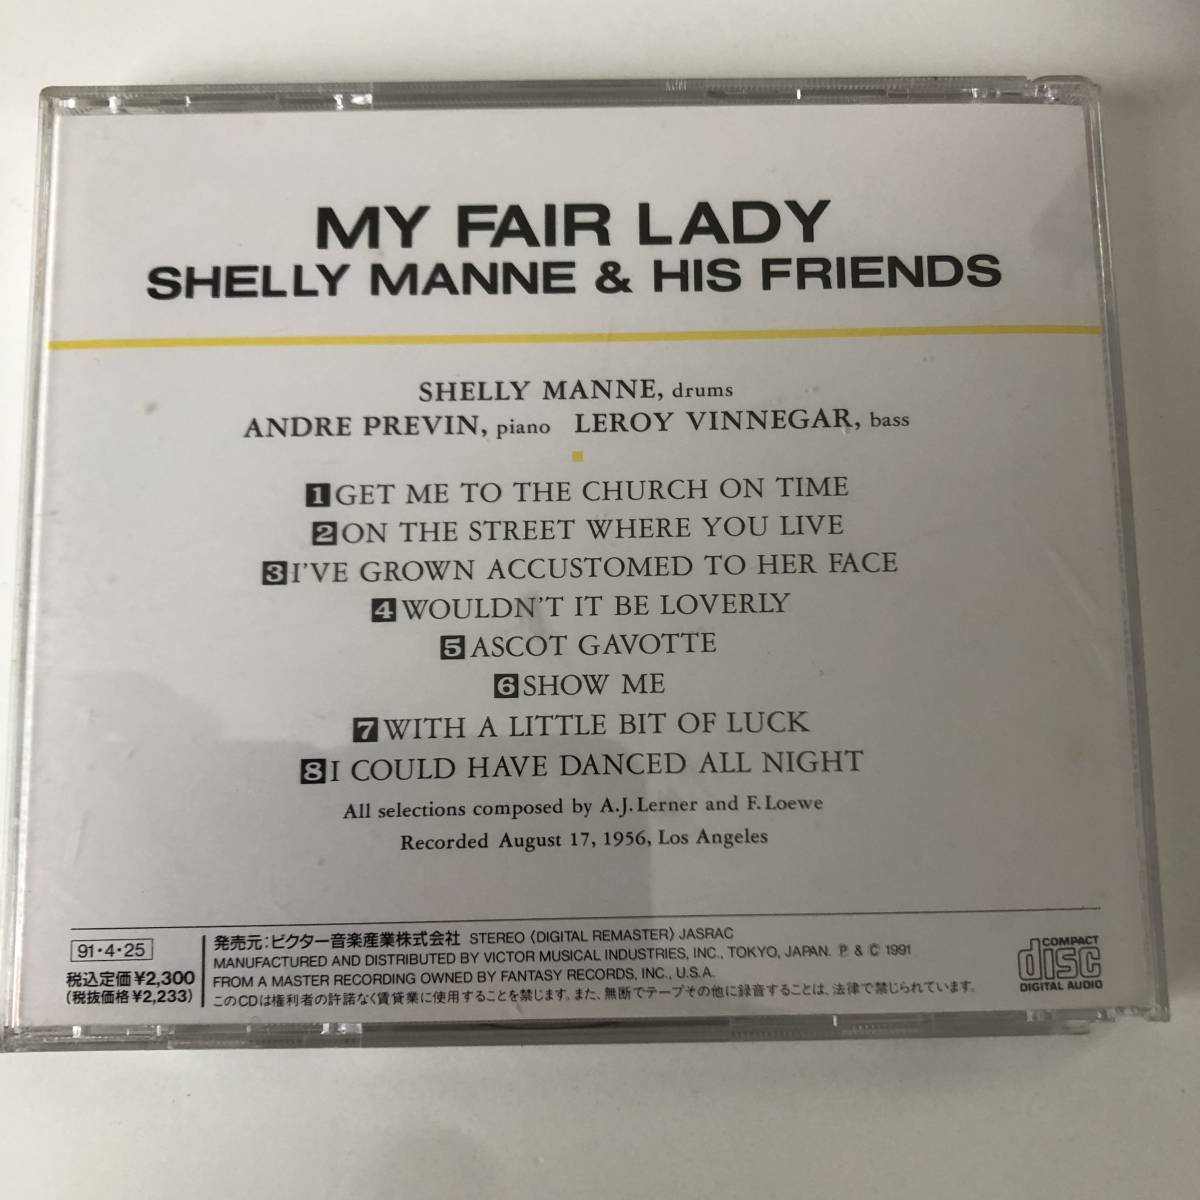 MY FAIR LADY
SHELLY MANNE & HIS FRIENDS
SHELLY MANNE, drums
ANDRE PREVIN, piano LEROY VINNEGAR, bass
1 GET ME TO THE CHURCH ON TIME
2 ON THE STREET WHERE YOU LIVE
3 I'VE GROWN ACCUSTOMED TO HER FACE
4 WOULDN'T IT BE LOVERLY
5 ASCOT GAVOTTE
6 SHOW ME
7 WITH A LITTLE BIT OF LUCK
8 I COULD HAVE DANCED ALL NIGHT
All selections composed by A.J. Lerner and F. Loewe
Recorded August 17, 1956, Los Angeles
91・4・25
税込定価¥2,300
(税抜価格¥2,233)
発売元:ビクター音楽産業株式会社 STEREO 〈DIGITAL REMASTER〉 JASRAC
MANUFACTURED AND DISTRIBUTED BY VICTOR MUSICAL INDUSTRIES, INC., TOKYO, JAPAN. ℗ & © 1991
FROM A MASTER RECORDING OWNED BY FANTASY RECORDS, INC., U.S.A.
このCDは権利者の許諾なく賃貸業に使用することを禁じます。また、無断でテープその他に録音することは、法律で禁じられています。
COMPACT
disc
DIGITAL AUDIO